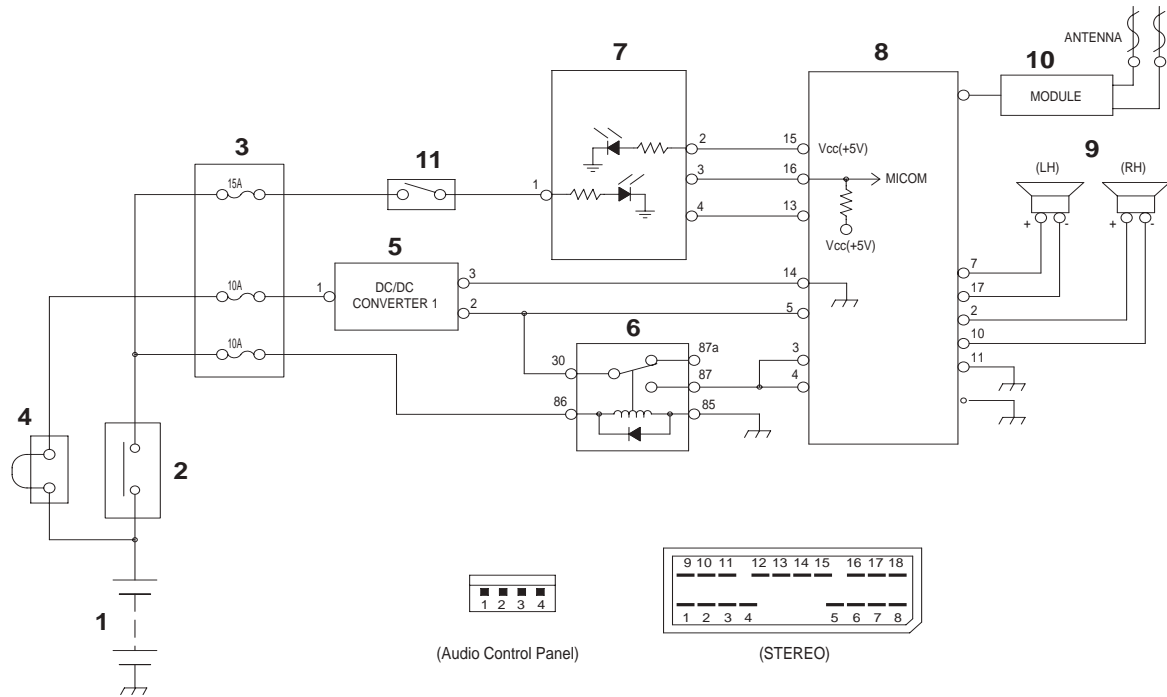 ANTENNA
10
MODULE
7
8
9
(LH)
(RH)
+
-
+
-
3
11
15A
1
2
15
Vcc(+5V)
3
16
MICOM
4
13
Vcc(+5V)
5
10A
1
DC/DC
CONVERTER 1
3
14
2
5
7
17
2
10
11
6
10A
30
87a
87
3
4
86
85
4
2
1
1 2 3 4
(Audio Control Panel)
9 10 11 12 13 14 15 16 17 18
1 2 3 4 5 6 7 8
(STEREO)